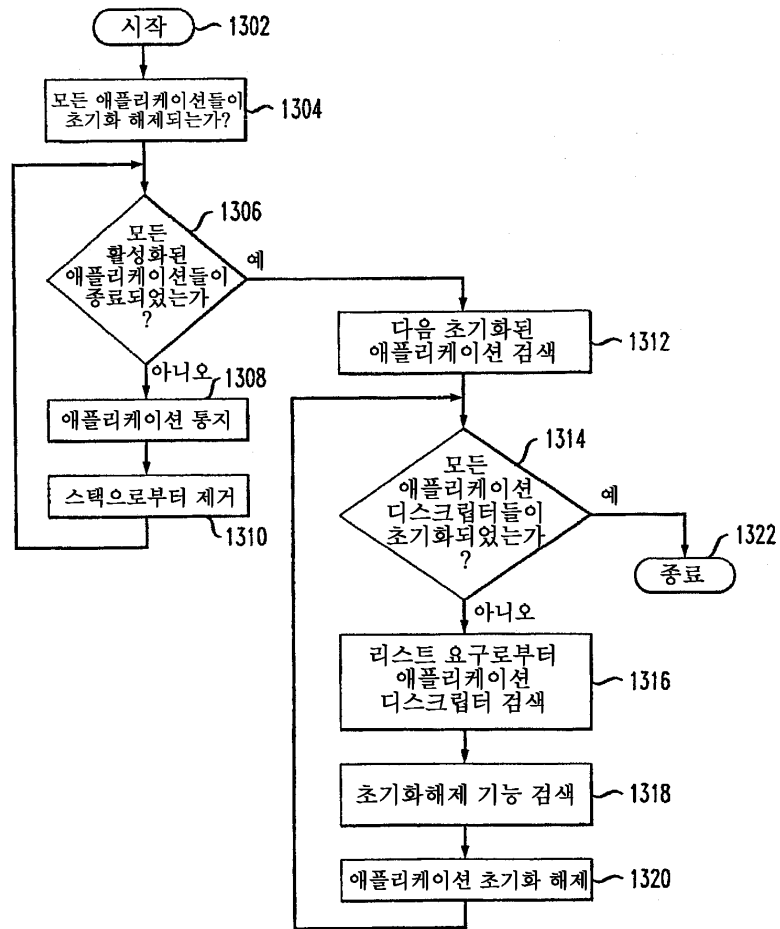 시작
1302
모든 애플리케이션들이
초기화 해제되는가?
1304
1306
모든
활성화된
애플리케이션들이
종료되었는가
?
예
아니오
1308
애플리케이션 통지
스택으로부터 제거
1310
다음 초기화된
애플리케이션 검색
1312
1314
모든
애플리케이션
디스크립터들이
초기화되었는가
?
예
1322
종료
아니오
리스트 요구로부터
애플리케이션
디스크립터 검색
1316
초기화해제 기능 검색
1318
애플리케이션 초기화 해제
1320